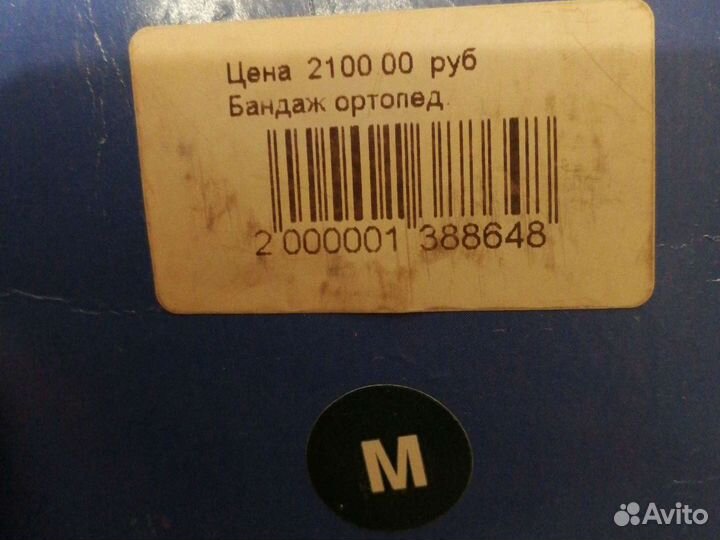 Цена 2100.00 руб
Бандаж ортопед.
2 000001 388648
M
Avito